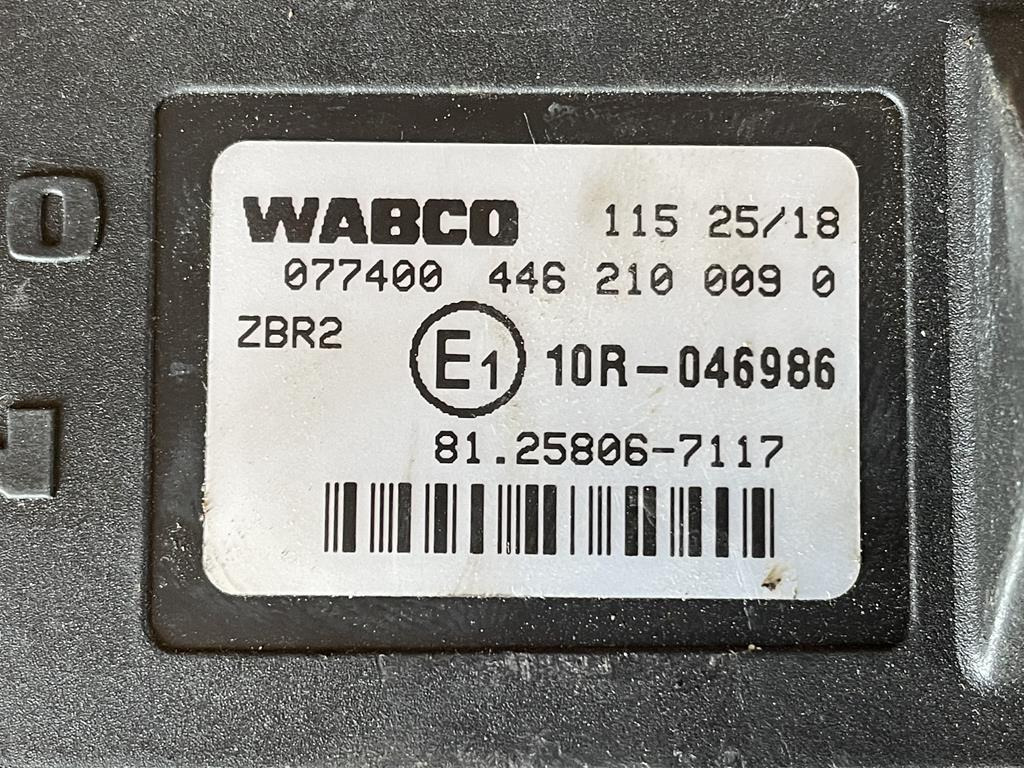 WABCO 115 25/18
077400 446 210 009 0
ZBR2
E1 10R-046986
81.25806-7117